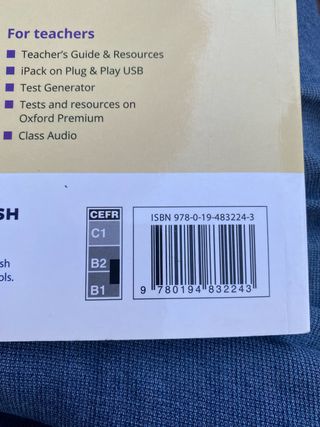 For teachers
Teacher's Guide & Resources
iPack on Plug & Play USB
Test Generator
Tests and resources on
Oxford Premium
Class Audio
SH
sh
ols.
CEFR
C1
B2
B1
ISBN 978-0-19-483224-3
9 780194 832243